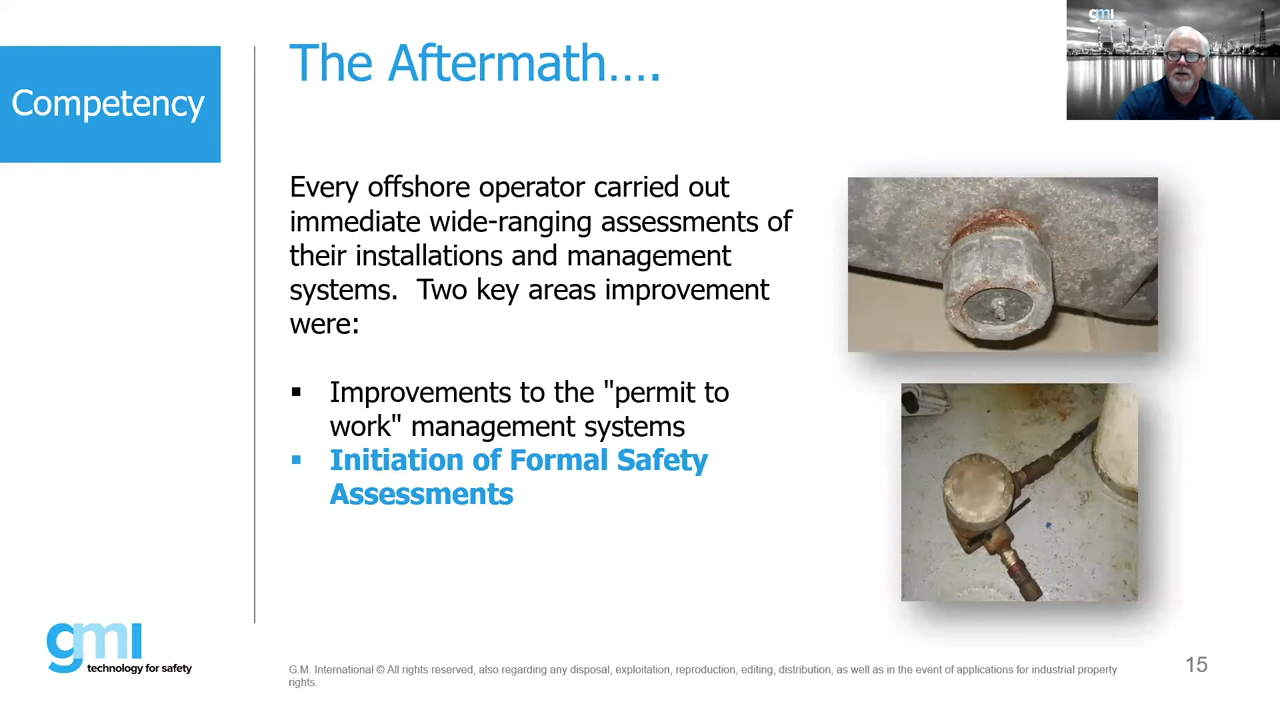 Competency
The Aftermath....
gmi
Every offshore operator carried out
immediate wide-ranging assessments of
their installations and management
systems.  Two key areas improvement
were:
▪ Improvements to the "permit to
work" management systems
▪ Initiation of Formal Safety
Assessments
gmi
technology for safety
G.M. International © All rights reserved, also regarding any disposal, exploitation, reproduction, editing, distribution, as well as in the event of applications for industrial property
rights.
15